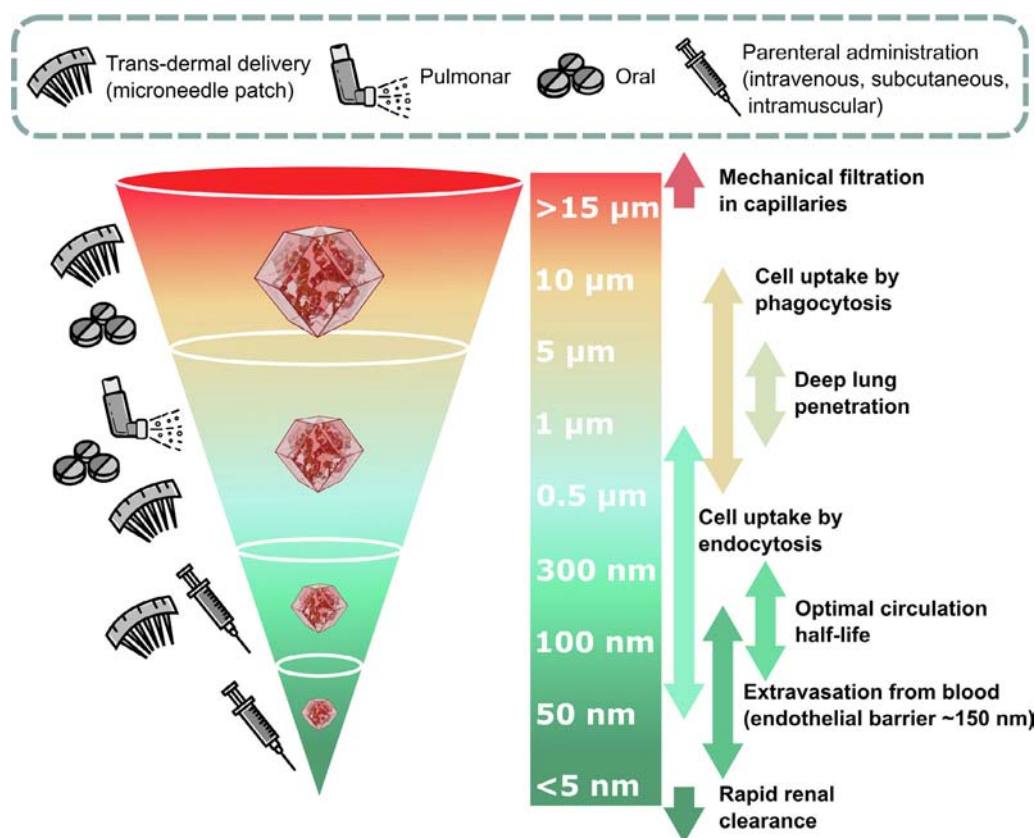 Trans-dermal delivery
(microneedle patch)
Pulmonar
Oral
Parenteral administration
(intravenous, subcutaneous,
intramuscular)
>15 µm
10 µm
5 µm
1 µm
0.5 µm
300 nm
100 nm
50 nm
<5 nm
Mechanical filtration
in capillaries
Cell uptake by
phagocytosis
Deep lung
penetration
Cell uptake by
endocytosis
Optimal circulation
half-life
Extravasation from blood
(endothelial barrier ~150 nm)
Rapid renal
clearance